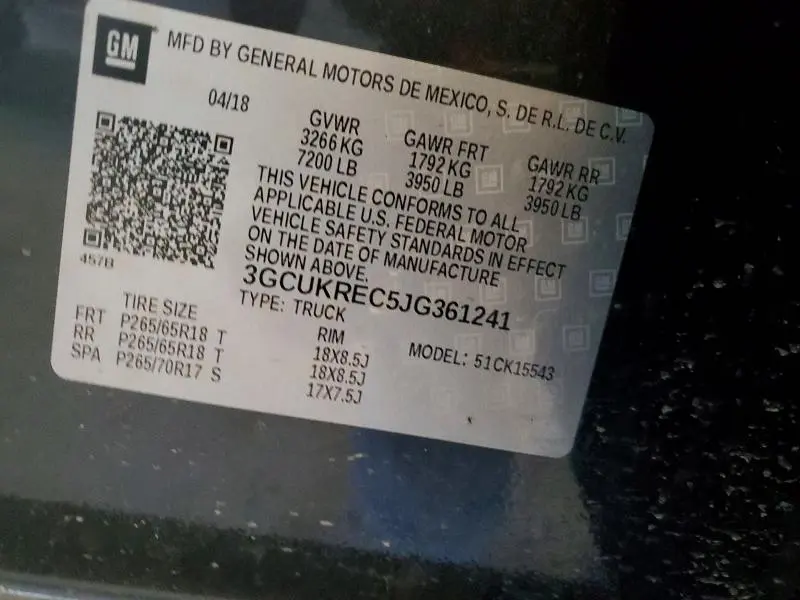 GM
MFD BY GENERAL MOTORS DE MEXICO, S. DE R.L. DE C.V.
04/18
GVWR GAWR FRT GAWR RR
3266 KG 1792 KG 1792 KG
7200 LB 3950 LB 3950 LB
THIS VEHICLE CONFORMS TO ALL
APPLICABLE U.S. FEDERAL MOTOR
VEHICLE SAFETY STANDARDS IN EFFECT
ON THE DATE OF MANUFACTURE
SHOWN ABOVE.
457B
3GCUKREC5JG361241
TYPE: TRUCK
MODEL: 51CK15543
TIRE SIZE RIM
FRT P265/65R18 T 18X8.5J
RR P265/65R18 T 18X8.5J
SPA P265/70R17 S 17X7.5J